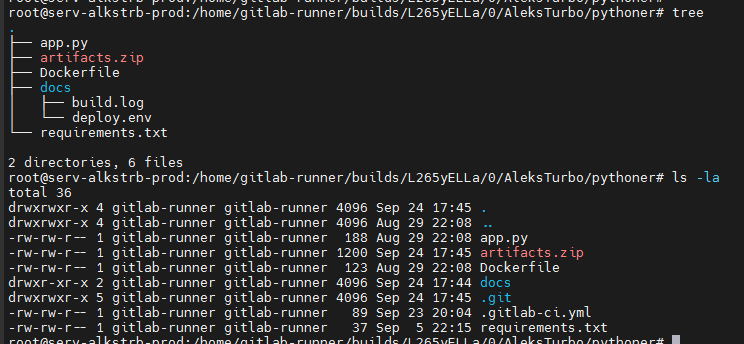 root@serv-alkstrb-prod:/home/gitlab-runner/builds/L265yELLa/0/AleksTurbo/pythoner# tree
.
├── app.py
├── artifacts.zip
├── Dockerfile
├── docs
│   ├── build.log
│   └── deploy.env
└── requirements.txt
2 directories, 6 files
root@serv-alkstrb-prod:/home/gitlab-runner/builds/L265yELLa/0/AleksTurbo/pythoner# ls -la
total 36
drwxrwxr-x 4 gitlab-runner gitlab-runner 4096 Sep 24 17:45 .
drwxrwxr-x 4 gitlab-runner gitlab-runner 4096 Aug 29 22:08 ..
-rw-rw-r-- 1 gitlab-runner gitlab-runner  188 Aug 29 22:08 app.py
-rw-rw-r-- 1 gitlab-runner gitlab-runner 1200 Sep 24 17:45 artifacts.zip
-rw-rw-r-- 1 gitlab-runner gitlab-runner  123 Aug 29 22:08 Dockerfile
drwxr-xr-x 2 gitlab-runner gitlab-runner 4096 Sep 24 17:44 docs
drwxrwxr-x 5 gitlab-runner gitlab-runner 4096 Sep 24 17:45 .git
-rw-rw-r-- 1 gitlab-runner gitlab-runner   89 Sep 23 20:04 .gitlab-ci.yml
-rw-rw-r-- 1 gitlab-runner gitlab-runner   37 Sep  5 22:15 requirements.txt
root@serv-alkstrb-prod:/home/gitlab-runner/builds/L265yELLa/0/AleksTurbo/pythoner#